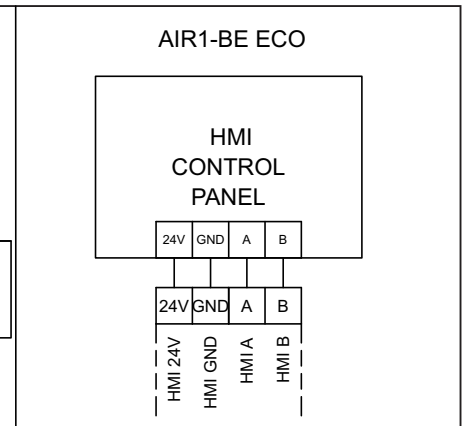 AIR1-BE ECO
HMI
CONTROL
PANEL
24V GND A B
24V GND A B
HMI 24V
HMI GND
HMI A
HMI B